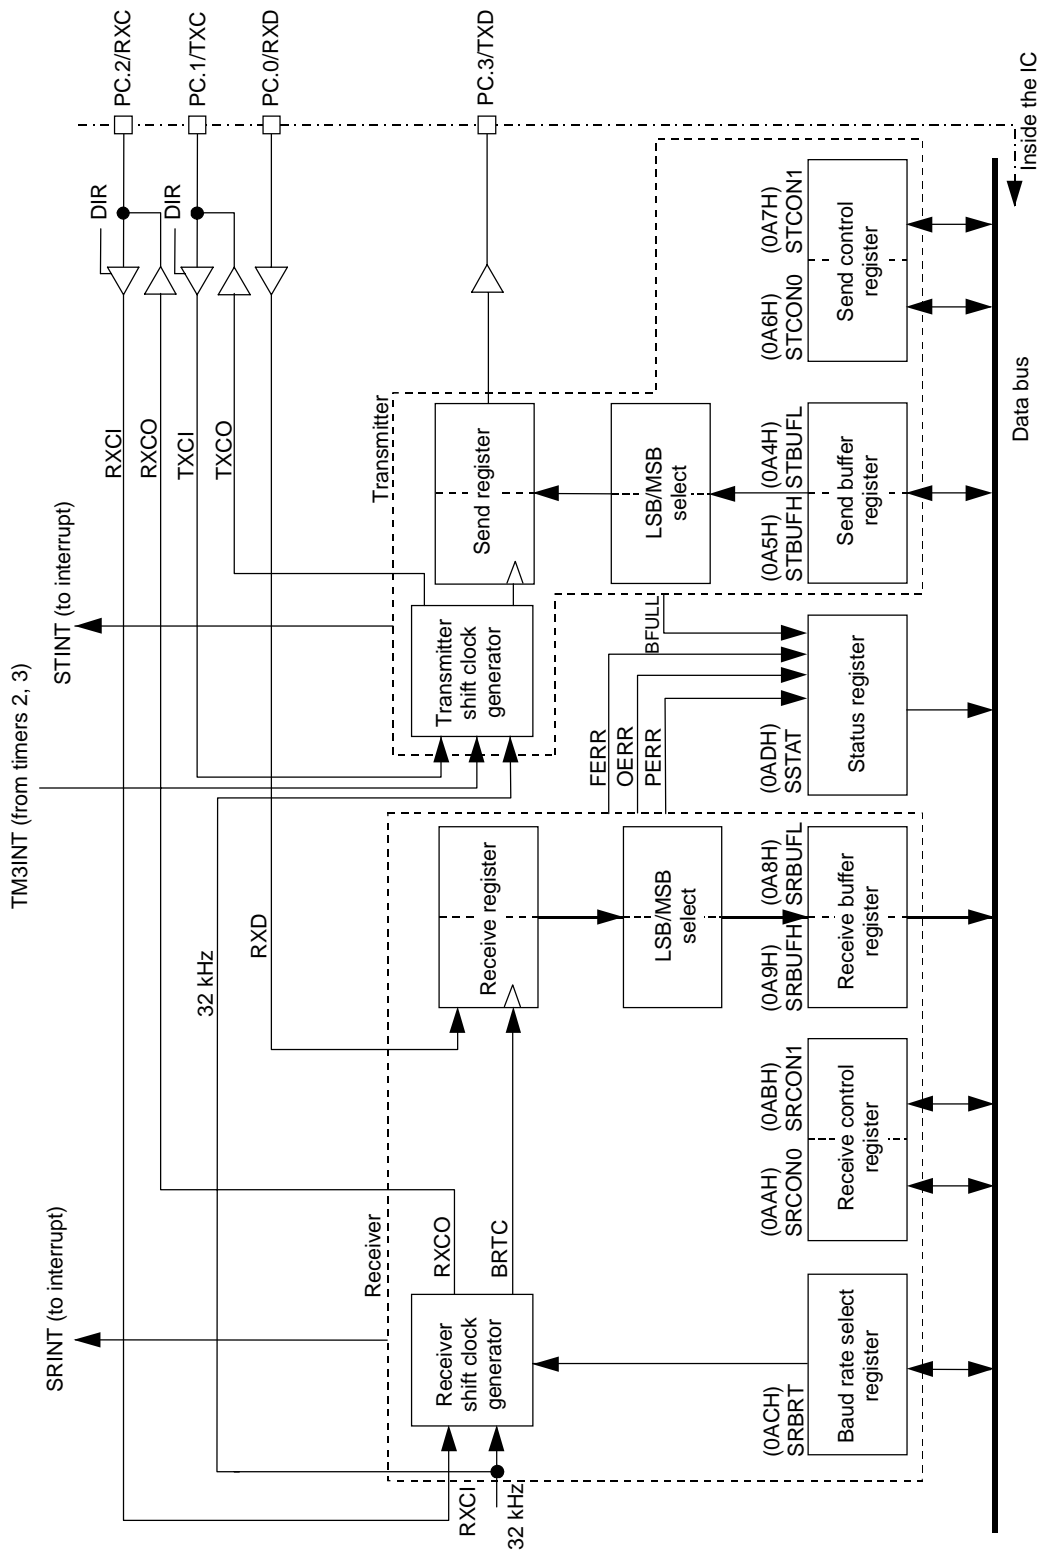 SRINT (to interrupt)
TM3INT (from timers 2, 3)
STINT (to interrupt)
RXCI
RXCO
TXCI
TXCO
DIR
DIR
PC.2/RXC
PC.1/TXC
PC.0/RXD
PC.3/TXD
32 kHz
RXD
Receiver
Transmitter
RXCI
32 kHz
Receiver
shift clock
generator
RXCO
BRTC
Receive register
LSB/MSB
select
Transmitter
shift clock
generator
Send register
LSB/MSB
select
FERR
OERR
PERR
BFULL
(0ACH)
SRBRT
Baud rate select
register
(0AAH)
SRCON0
(0ABH)
SRCON1
Receive control
register
(0A9H)
SRBUFH
(0A8H)
SRBUFL
Receive buffer
register
(0ADH)
SSTAT
Status register
(0A5H)
STBUFH
(0A4H)
STBUFL
Send buffer
register
(0A6H)
STCON0
(0A7H)
STCON1
Send control
register
Data bus
Inside the IC